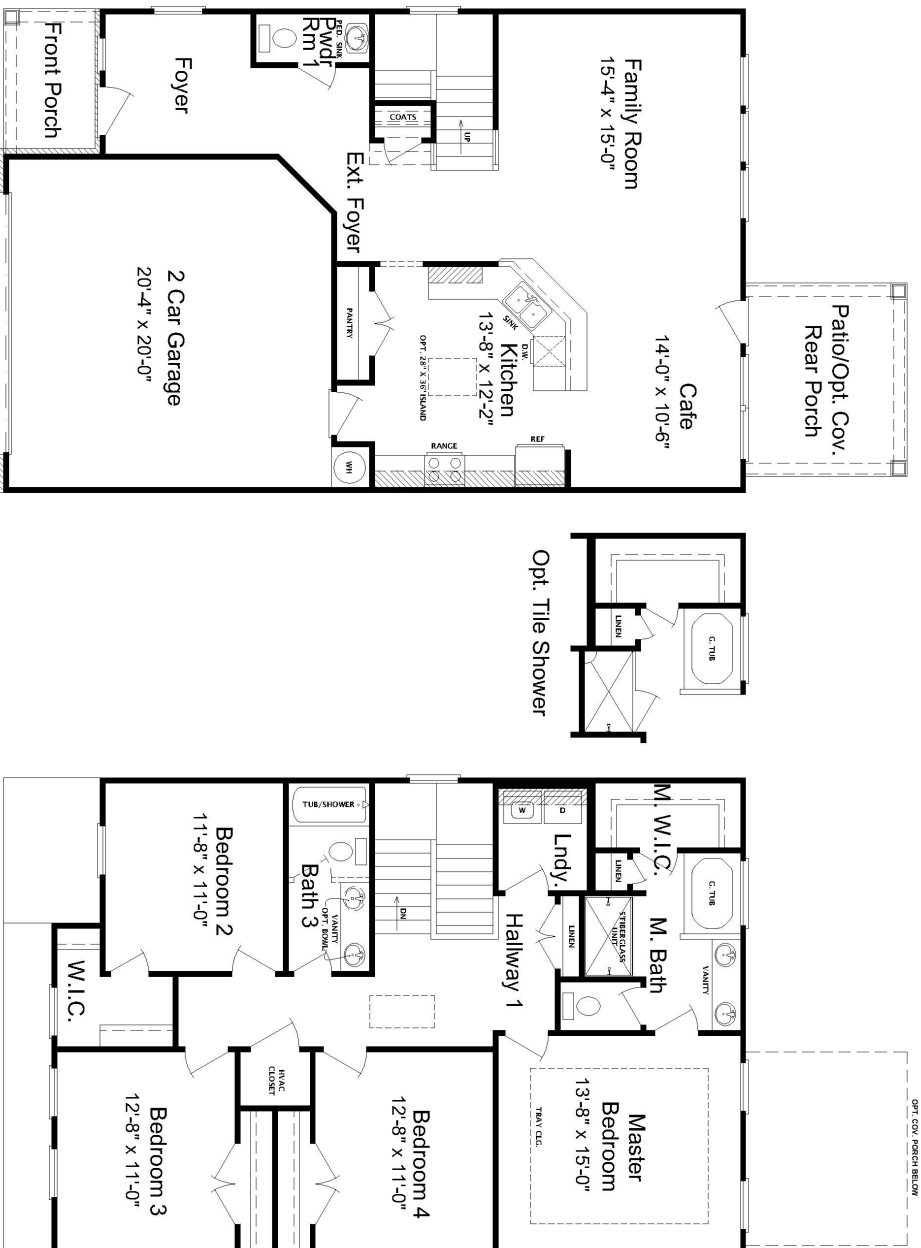 Front Porch
Foyer
PED. SINK
Pwdr
Rm 1
COATS
UP
Family Room
15'-4" x 15'-0"
Ext. Foyer
2 Car Garage
20'-4" x 20'-0"
PANTRY
OPT. 28" X 36" ISLAND
Kitchen
13'-8" x 12'-2"
SINK
D.W.
RANGE
REF
WH
Cafe
14'-0" x 10'-6"
Patio/Opt. Cov.
Rear Porch
Opt. Tile Shower
LINEN
G. TUB
Bedroom 2
11'-8" x 11'-0"
TUB/SHOWER
Bath 3
VANITY
OPT. BOWL
DN
W
D
Lndy.
M. W.I.C.
LINEN
G. TUB
5'FIBERGLASS
UNIT
M. Bath
VANITY
LINEN
Hallway 1
W.I.C.
HVAC
CLOSET
Bedroom 3
12'-8" x 11'-0"
Bedroom 4
12'-8" x 11'-0"
Master
Bedroom
13'-8" x 15'-0"
TRAY CLG.
OPT. COV. PORCH BELOW